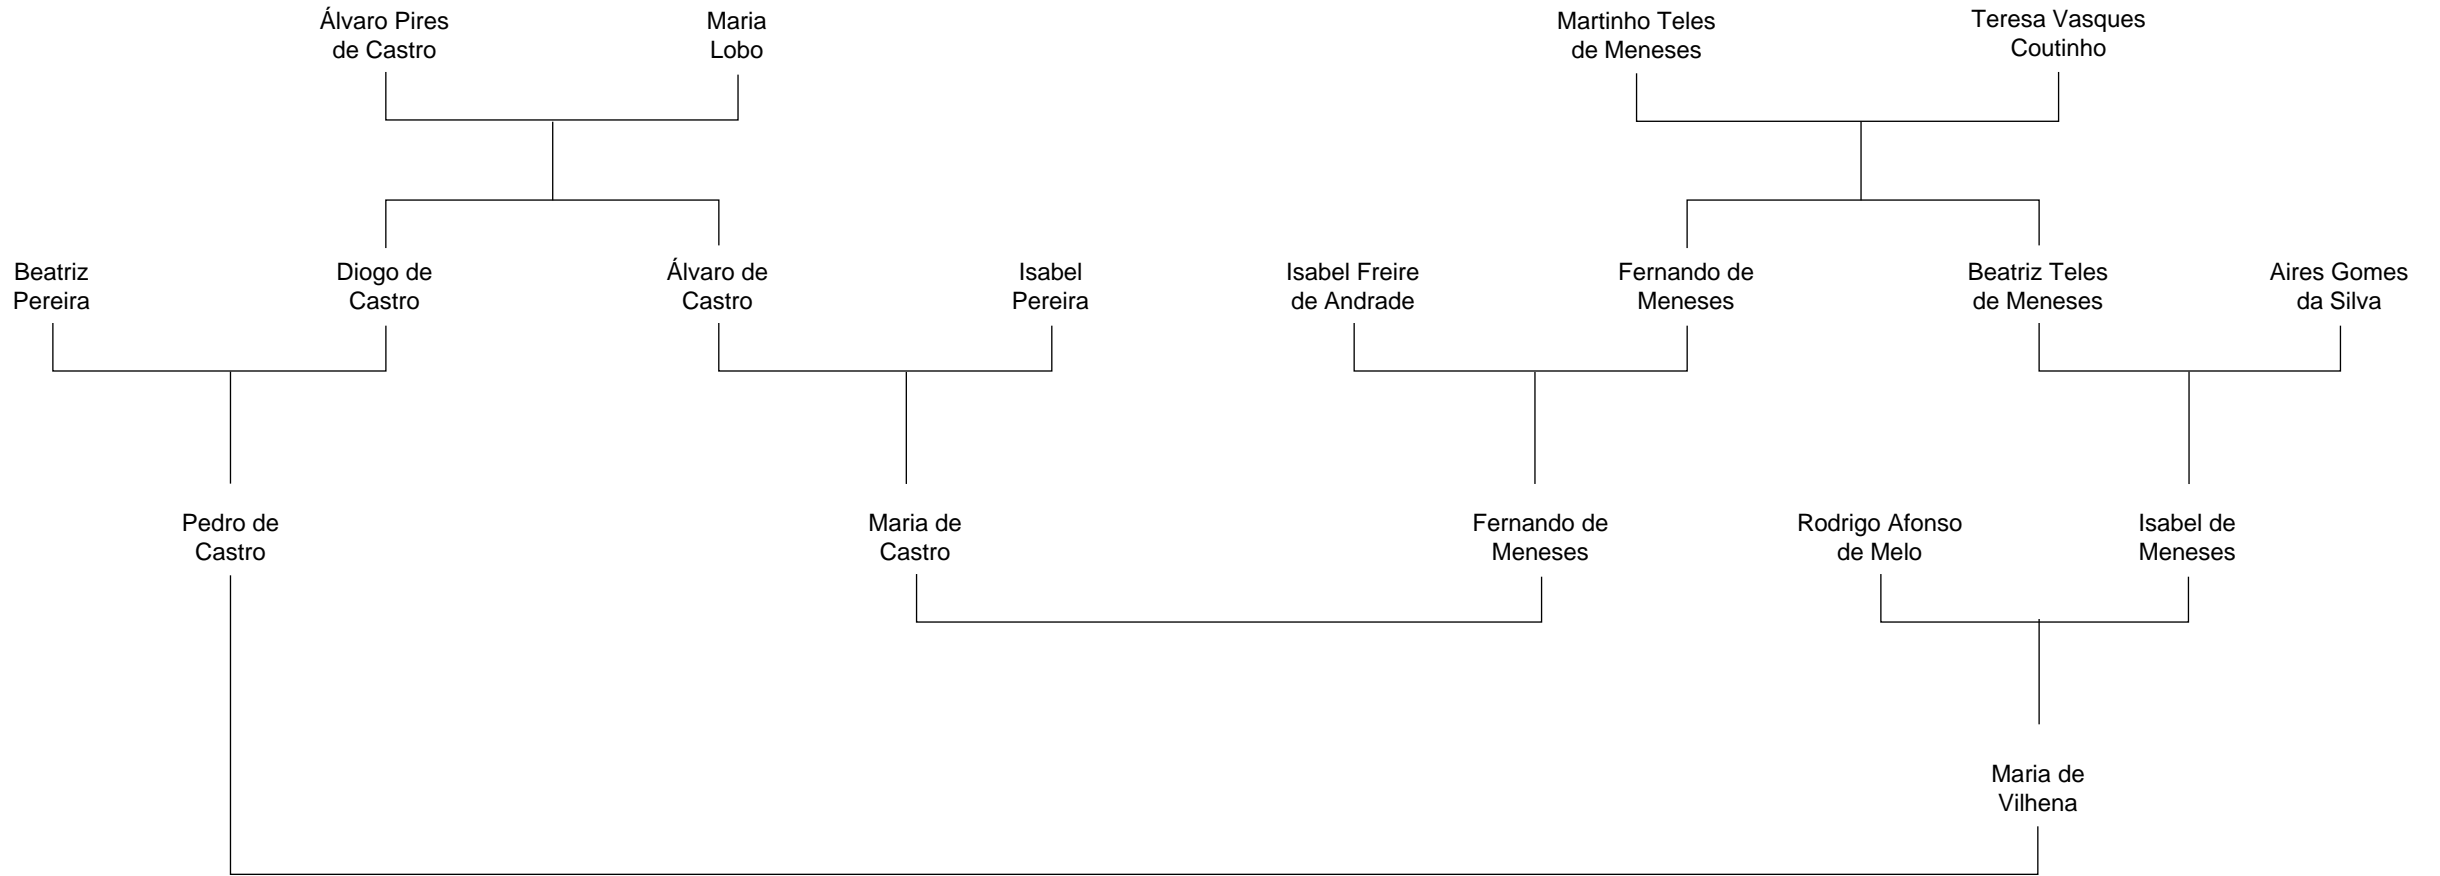 Álvaro Pires
de Castro
Maria
Lobo
Martinho Teles
de Meneses
Teresa Vasques
Coutinho
Beatriz
Pereira
Diogo de
Castro
Álvaro de
Castro
Isabel
Pereira
Isabel Freire
de Andrade
Fernando de
Meneses
Beatriz Teles
de Meneses
Aires Gomes
da Silva
Pedro de
Castro
Maria de
Castro
Fernando de
Meneses
Rodrigo Afonso
de Melo
Isabel de
Meneses
Maria de
Vilhena